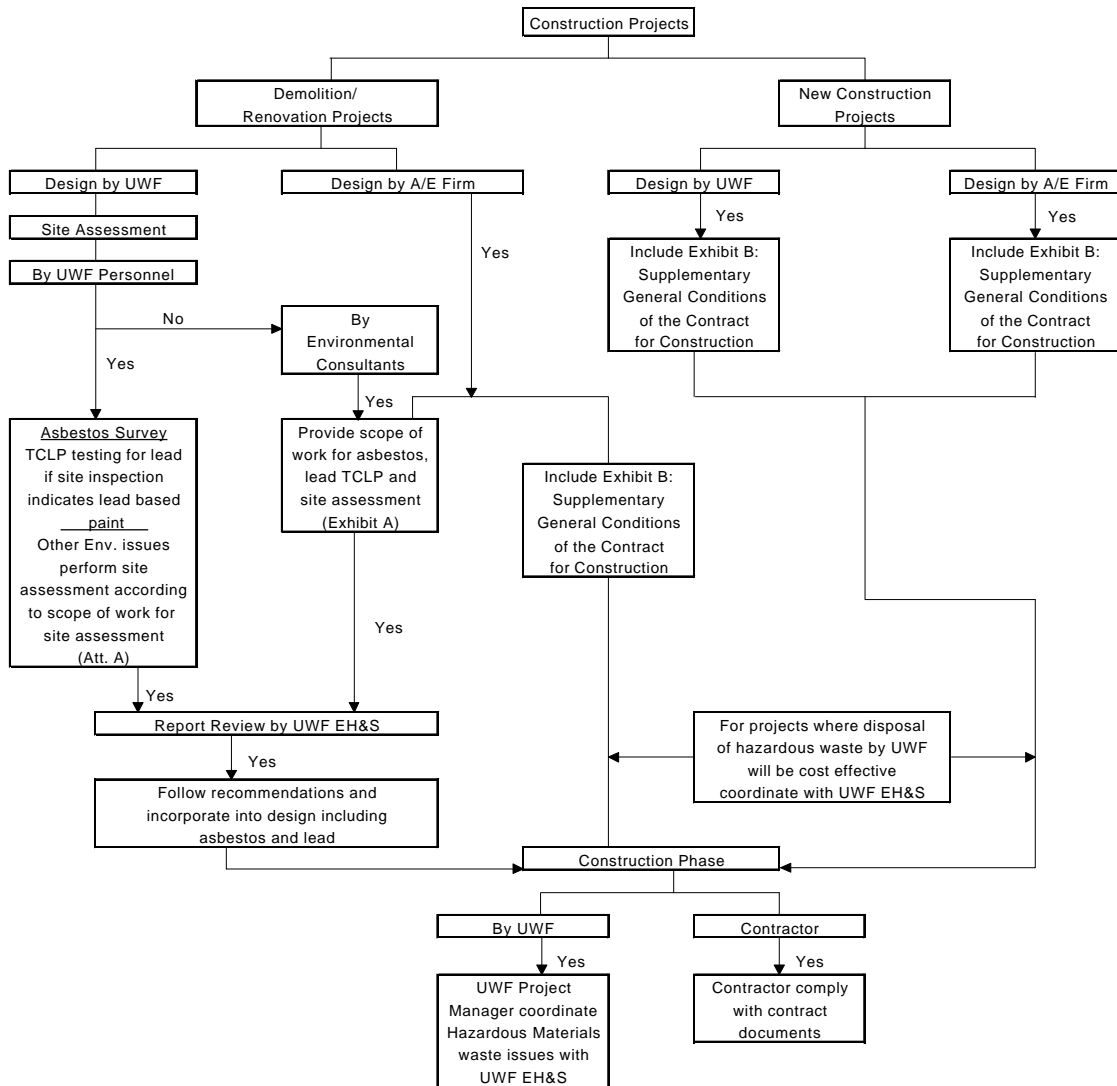 Construction Projects
Demolition/
Renovation Projects
New Construction
Projects
Design by UWF
Design by A/E Firm
Design by UWF
Design by A/E Firm
Site Assessment
By UWF Personnel
Yes
Yes
Yes
Include Exhibit B:
Supplementary
General Conditions
of the Contract
for Construction
Include Exhibit B:
Supplementary
General Conditions
of the Contract
for Construction
No
By
Environmental
Consultants
Yes
Yes
Asbestos Survey
TCLP testing for lead
if site inspection
indicates lead based
paint
Other Env. issues
perform site
assessment according
to scope of work for
site assessment
(Att. A)
Provide scope of
work for asbestos,
lead TCLP and
site assessment
(Exhibit A)
Include Exhibit B:
Supplementary
General Conditions
of the Contract
for Construction
Yes
Yes
Report Review by UWF EH&S
Yes
Follow recommendations and
incorporate into design including
asbestos and lead
For projects where disposal
of hazardous waste by UWF
will be cost effective
coordinate with UWF EH&S
Construction Phase
By UWF
Contractor
Yes
Yes
UWF Project
Manager coordinate
Hazardous Materials
waste issues with
UWF EH&S
Contractor comply
with contract
documents